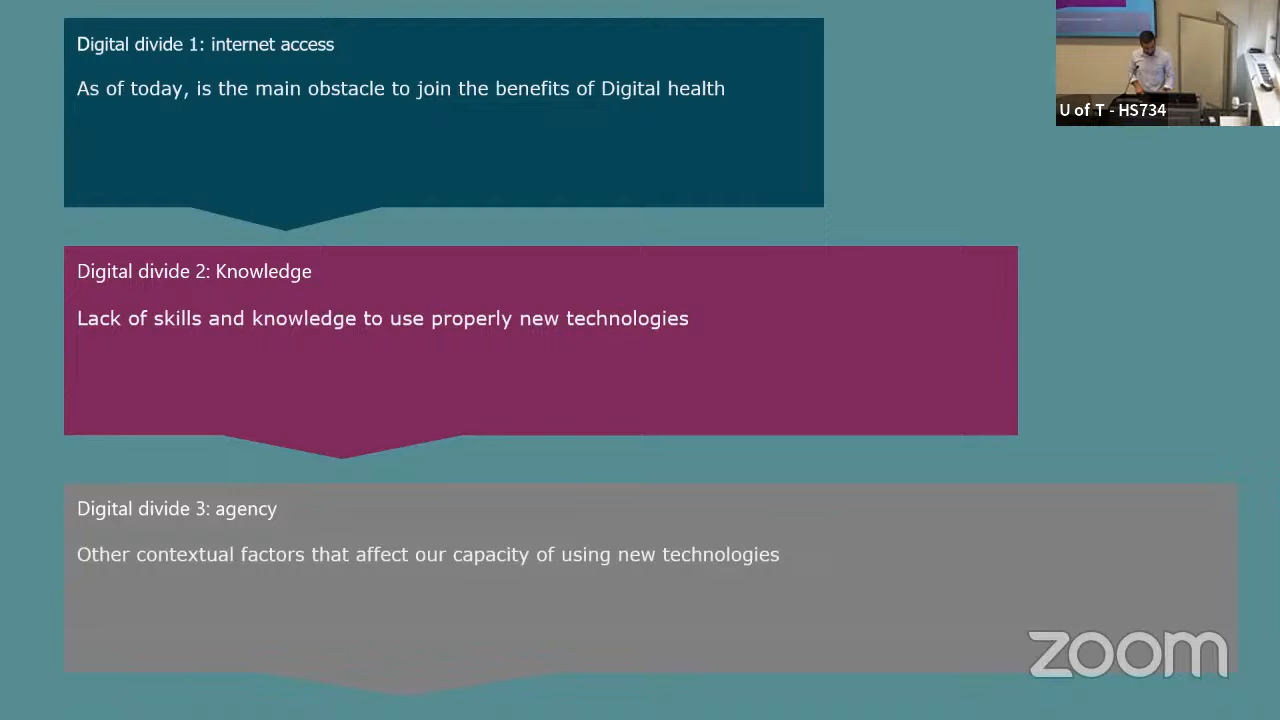 Digital divide 1: internet access
As of today, is the main obstacle to join the benefits of Digital health
U of T - HS734
Digital divide 2: Knowledge
Lack of skills and knowledge to use properly new technologies
Digital divide 3: agency
Other contextual factors that affect our capacity of using new technologies
zoom